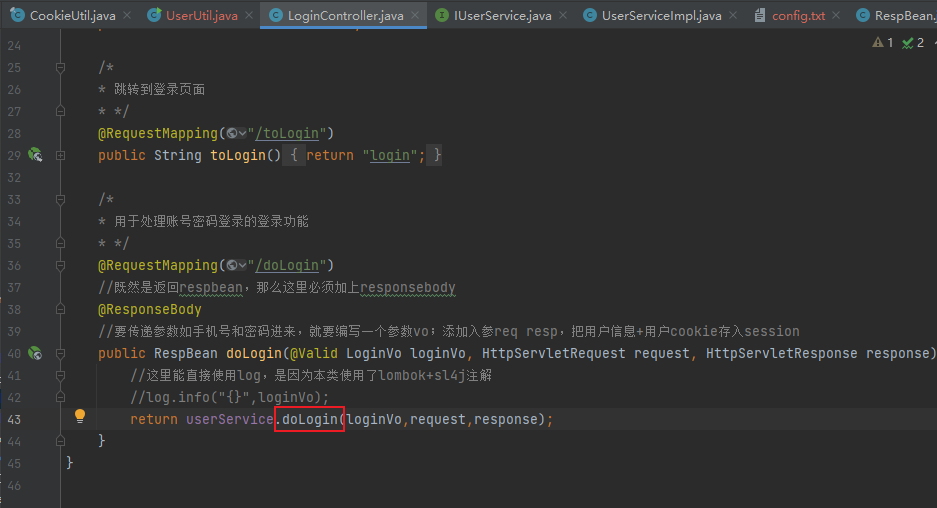 CookieUtil.java UserUtil.java LoginController.java IUserService.java UserServiceImpl.java config.txt RespBean.j
24 1 2
25 /*
26 * 跳转到登录页面
27 * */
28 @RequestMapping("/toLogin")
29 public String toLogin() { return "login"; }
32
33 /*
34 * 用于处理账号密码登录的登录功能
35 * */
36 @RequestMapping("/doLogin")
37 //既然是返回respbean，那么这里必须加上responsebody
38 @ResponseBody
39 //要传递参数如手机号和密码进来，就要编写一个参数vo；添加入参req resp，把用户信息+用户cookie存入session
40 public RespBean doLogin(@Valid LoginVo loginVo, HttpServletRequest request, HttpServletResponse response)
41 //这里能直接使用log，是因为本类使用了lombok+sl4j注解
42 //log.info("{}",loginVo);
43 return userService.doLogin(loginVo,request,response);
44 }
45 }
46